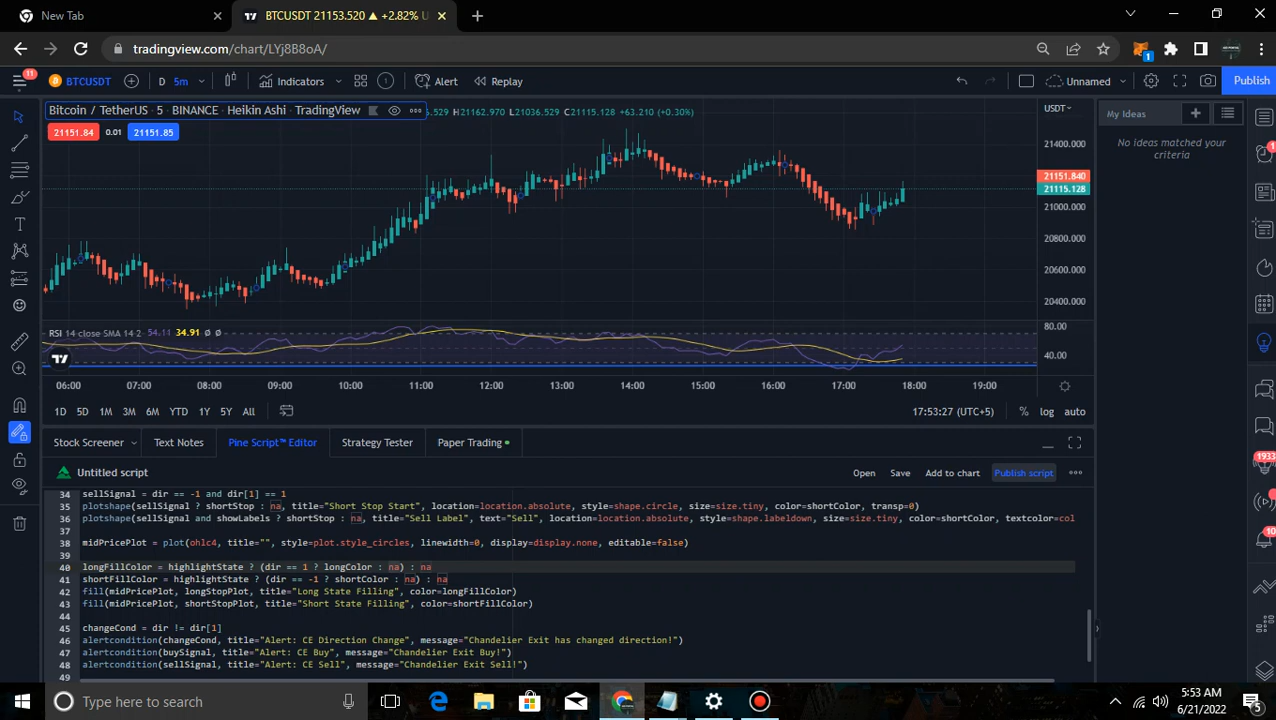 New Tab
BTCUSDT 21153.520 ▲ +2.82% U
tradingview.com/chart/LYj8B8oA/
1
11
BTCUSDT
D
5m
Indicators
Alert
Replay
Unnamed
Publish
Bitcoin / TetherUS · 5 · BINANCE · Heikin Ashi · TradingView
H21162.970 L21036.529 C21115.128 +63.210 (+0.30%)
USDT
My Ideas
No ideas matched your
criteria
21151.84
0.01
21151.85
21400.000
21151.840
21115.128
21000.000
20800.000
20600.000
20400.000
RSI 14 close SMA 14 2 54.11 34.91 Ø Ø
80.00
40.00
06:00 07:00 08:00 09:00 10:00 11:00 12:00 13:00 14:00 15:00 16:00 17:00 18:00 19:00
1D 5D 1M 3M 6M YTD 1Y 5Y All
17:53:27 (UTC+5)
% log auto
Stock Screener
Text Notes
Pine Script™ Editor
Strategy Tester
Paper Trading
Untitled script
Open Save Add to chart Publish script
34 sellSignal = dir == -1 and dir[1] == 1
35 plotshape(sellSignal ? shortStop : na, title="Short Stop Start", location=location.absolute, style=shape.circle, size=size.tiny, color=shortColor, transp=0)
36 plotshape(sellSignal and showLabels ? shortStop : na, title="Sell Label", text="Sell", location=location.absolute, style=shape.labeldown, size=size.tiny, color=shortColor, textcolor=col
37
38 midPricePlot = plot(ohlc4, title="", style=plot.style_circles, linewidth=0, display=display.none, editable=false)
39
40 longFillColor = highlightState ? (dir == 1 ? longColor : na) : na
41 shortFillColor = highlightState ? (dir == -1 ? shortColor : na) : na
42 fill(midPricePlot, longStopPlot, title="Long State Filling", color=longFillColor)
43 fill(midPricePlot, shortStopPlot, title="Short State Filling", color=shortFillColor)
44
45 changeCond = dir != dir[1]
46 alertcondition(changeCond, title="Alert: CE Direction Change", message="Chandelier Exit has changed direction!")
47 alertcondition(buySignal, title="Alert: CE Buy", message="Chandelier Exit Buy!")
48 alertcondition(sellSignal, title="Alert: CE Sell", message="Chandelier Exit Sell!")
49
1933
Type here to search
5:53 AM
6/21/2022
5